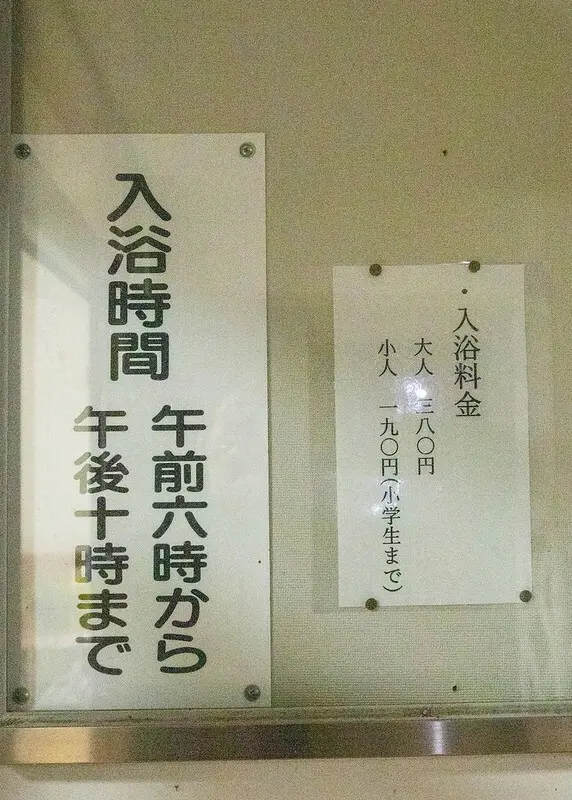 入浴時間
午前六時から
午後十時まで
・入浴料金
大人 三八〇円
小人 一九〇円(小学生まで)